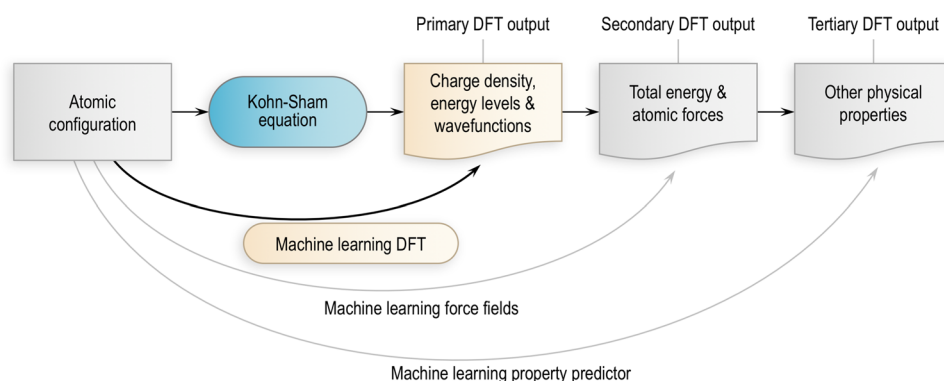 Primary DFT output
Secondary DFT output
Tertiary DFT output
Atomic
configuration
Kohn-Sham
equation
Charge density,
energy levels &
wavefunctions
Total energy &
atomic forces
Other physical
properties
Machine learning DFT
Machine learning force fields
Machine learning property predictor